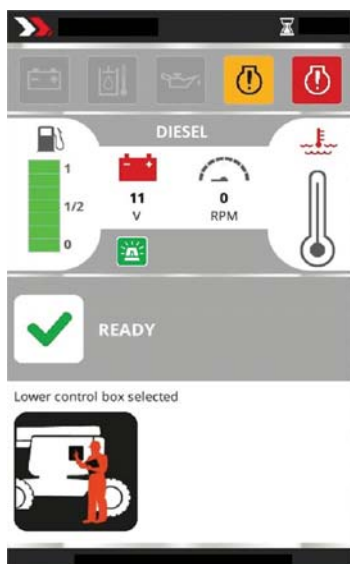 DIESEL
1
1/2
0
11
V
0
RPM
READY
Lower control box selected